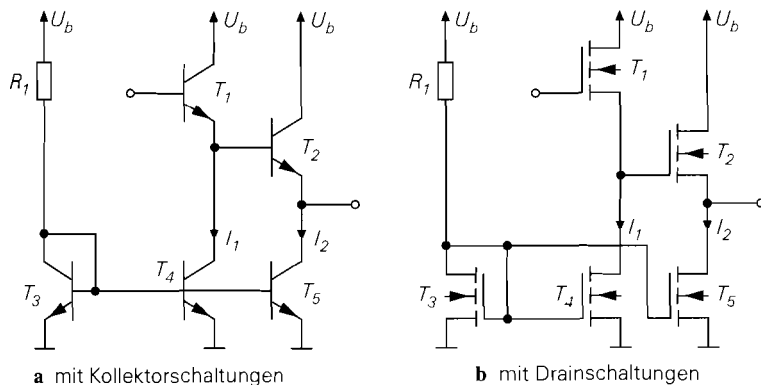 U_b U_b U_b U_b U_b U_b
R_1 T_1 R_1 T_1
T_2 T_2
I_1 I_2 I_1 I_2
T_3 T_4 T_5 T_3 T_4 T_5
a mit Kollektorschaltungen b mit Drainschaltungen